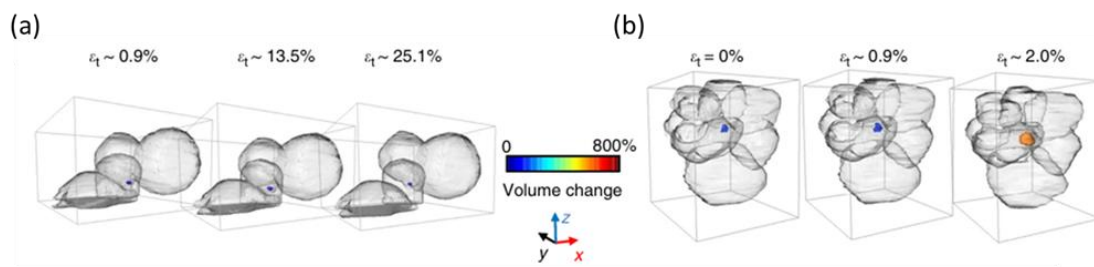 (a)
(b)
εt ~ 0.9%
εt ~ 13.5%
εt ~ 25.1%
εt = 0%
εt ~ 0.9%
εt ~ 2.0%
0 800%
Volume change
z
y x